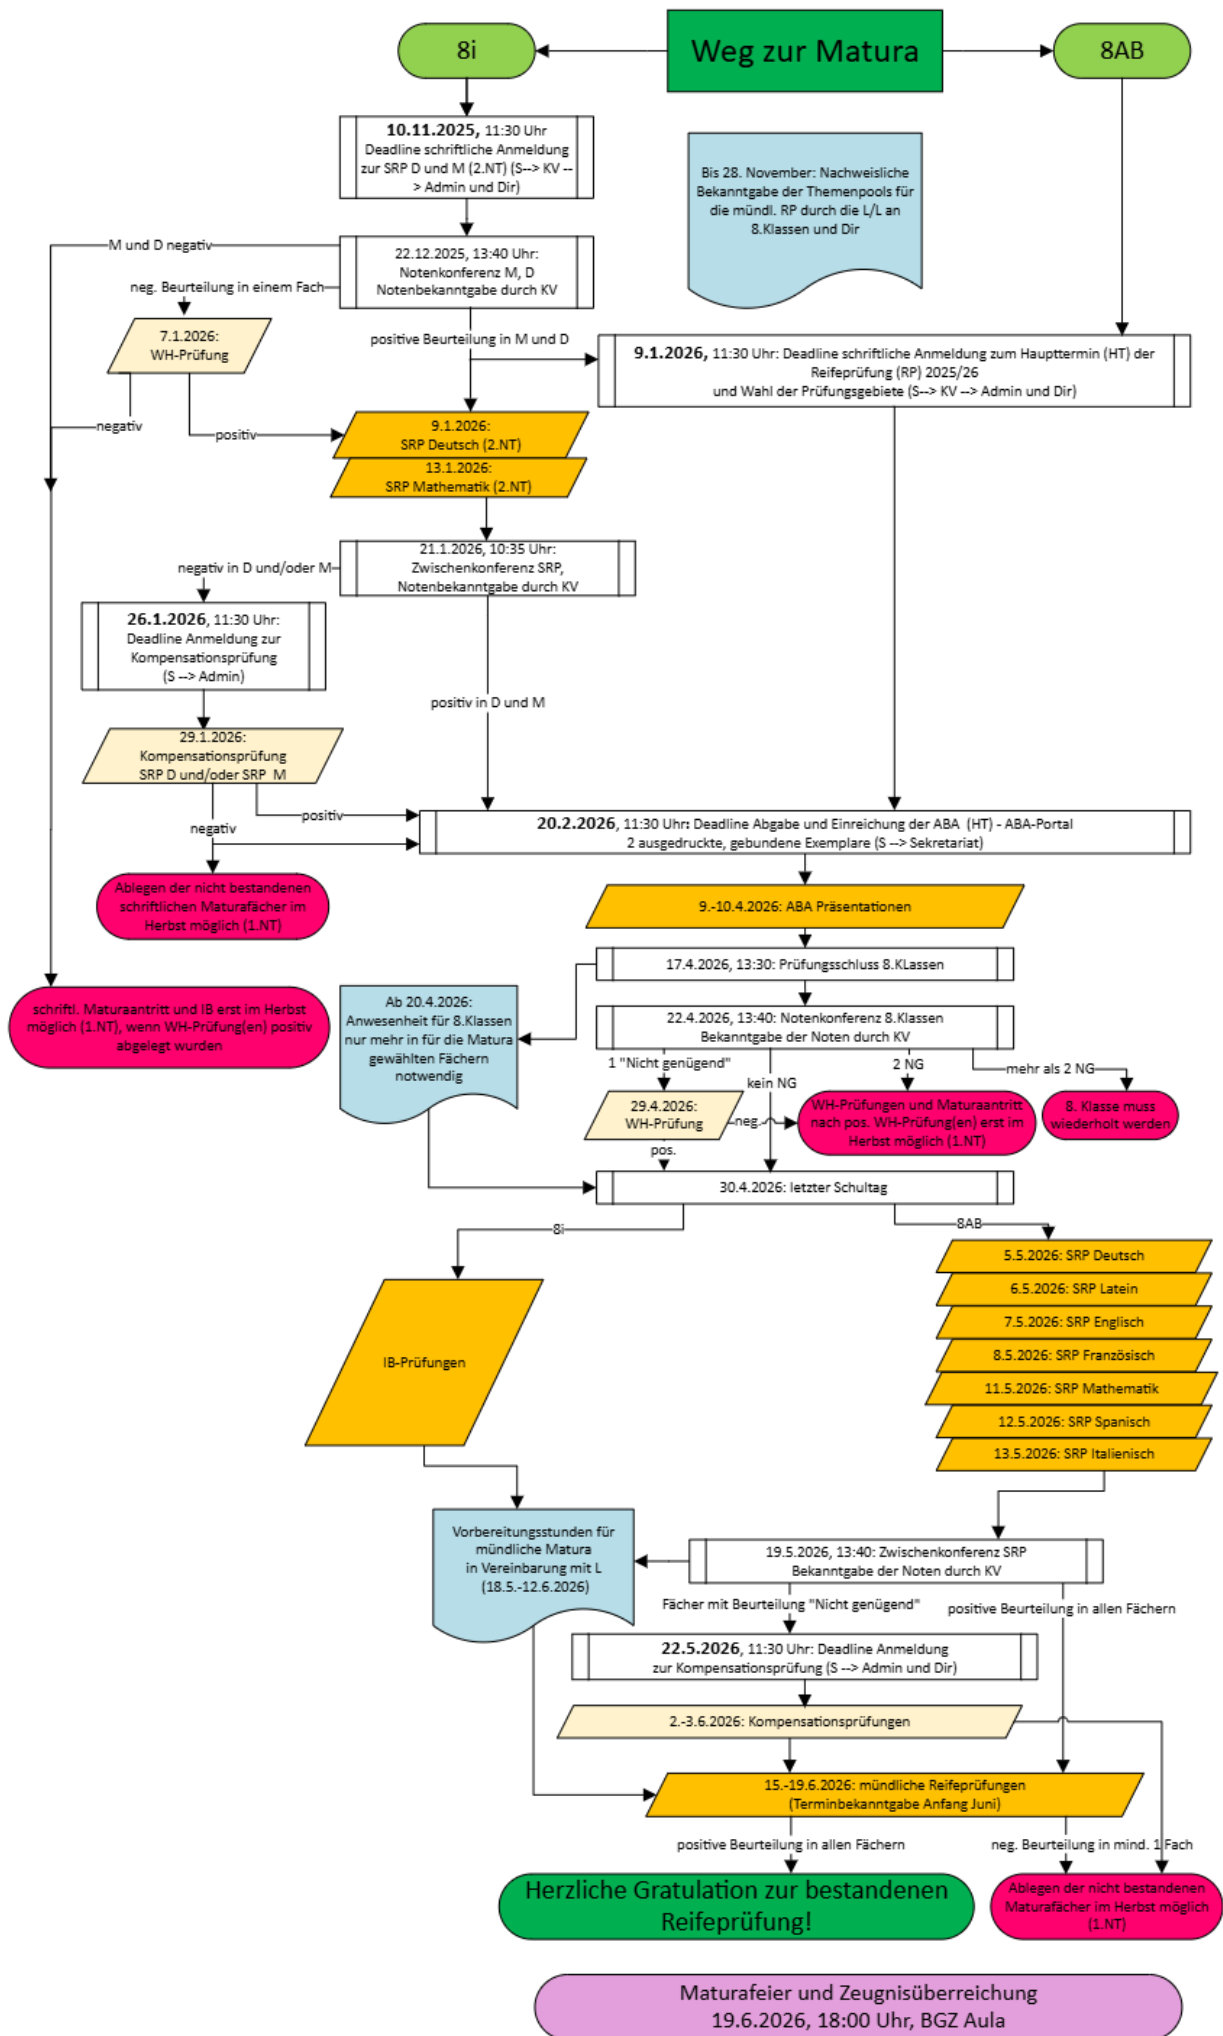 Weg zur Matura
8i
8AB
10.11.2025, 11:30 Uhr
Deadline schriftliche Anmeldung
zur SRP D und M (2.NT) (S--> KV --
> Admin und Dir)
Bis 28. November: Nachweisliche
Bekanntgabe der Themenpools für
die mündl. RP durch die L/L an
8.Klassen und Dir
M und D negativ
22.12.2025, 13:40 Uhr:
Notenkonferenz M, D
Notenbekanntgabe durch KV
neg. Beurteilung in einem Fach
7.1.2026:
WH-Prüfung
positive Beurteilung in M und D
9.1.2026, 11:30 Uhr: Deadline schriftliche Anmeldung zum Haupttermin (HT) der
Reifeprüfung (RP) 2025/26
und Wahl der Prüfungsgebiete (S--> KV --> Admin und Dir)
negativ
positiv
9.1.2026:
SRP Deutsch (2.NT)
13.1.2026:
SRP Mathematik (2.NT)
21.1.2026, 10:35 Uhr:
Zwischenkonferenz SRP,
Notenbekanntgabe durch KV
negativ in D und/oder M
26.1.2026, 11:30 Uhr:
Deadline Anmeldung zur
Kompensationsprüfung
(S --> Admin)
positiv in D und M
29.1.2026:
Kompensationsprüfung
SRP D und/oder SRP M
positiv
negativ
20.2.2026, 11:30 Uhr: Deadline Abgabe und Einreichung der ABA (HT) - ABA-Portal
2 ausgedruckte, gebundene Exemplare (S --> Sekretariat)
Ablegen der nicht bestandenen
schriftlichen Maturafächer im
Herbst möglich (1.NT)
9.-10.4.2026: ABA Präsentationen
17.4.2026, 13:30: Prüfungsschluss 8.KLassen
schriftl. Maturaantritt und IB erst im Herbst
möglich (1.NT), wenn WH-Prüfung(en) positiv
abgelegt wurden
Ab 20.4.2026:
Anwesenheit für 8.Klassen
nur mehr in für die Matura
gewählten Fächern
notwendig
22.4.2026, 13:40: Notenkonferenz 8.Klassen
Bekanntgabe der Noten durch KV
1 "Nicht genügend"
kein NG
2 NG
mehr als 2 NG
29.4.2026:
WH-Prüfung
neg.
pos.
WH-Prüfungen und Maturaantritt
nach pos. WH-Prüfung(en) erst im
Herbst möglich (1.NT)
8. Klasse muss
wiederholt werden
30.4.2026: letzter Schultag
8i
8AB
5.5.2026: SRP Deutsch
6.5.2026: SRP Latein
7.5.2026: SRP Englisch
8.5.2026: SRP Französisch
11.5.2026: SRP Mathematik
12.5.2026: SRP Spanisch
13.5.2026: SRP Italienisch
IB-Prüfungen
Vorbereitungsstunden für
mündliche Matura
in Vereinbarung mit L
(18.5.-12.6.2026)
19.5.2026, 13:40: Zwischenkonferenz SRP
Bekanntgabe der Noten durch KV
Fächer mit Beurteilung "Nicht genügend"
positive Beurteilung in allen Fächern
22.5.2026, 11:30 Uhr: Deadline Anmeldung
zur Kompensationsprüfung (S --> Admin und Dir)
2.-3.6.2026: Kompensationsprüfungen
15.-19.6.2026: mündliche Reifeprüfungen
(Terminbekanntgabe Anfang Juni)
positive Beurteilung in allen Fächern
neg. Beurteilung in mind. 1 Fach
Herzliche Gratulation zur bestandenen
Reifeprüfung!
Ablegen der nicht bestandenen
Maturafächer im Herbst möglich
(1.NT)
Maturafeier und Zeugnisüberreichung
19.6.2026, 18:00 Uhr, BGZ Aula